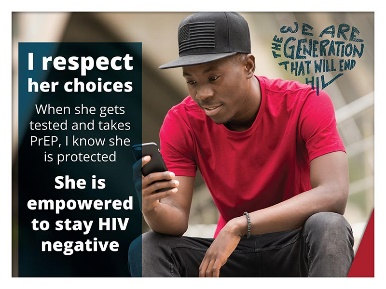 I respect
her choices
When she gets
tested and takes
PrEP, I know she
is protected
She is
empowered
to stay HIV
negative
WE ARE
THE GENERATION
THAT WILL END
HIV